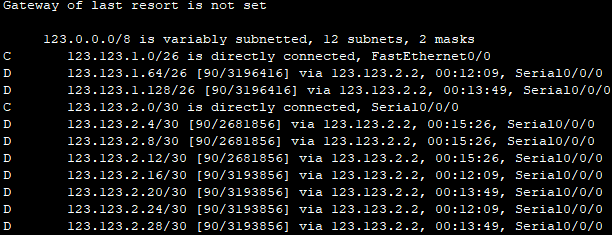 Gateway of last resort is not set
123.0.0.0/8 is variably subnetted, 12 subnets, 2 masks
C 123.123.1.0/26 is directly connected, FastEthernet0/0
D 123.123.1.64/26 [90/3196416] via 123.123.2.2, 00:12:09, Serial0/0/0
D 123.123.1.128/26 [90/3196416] via 123.123.2.2, 00:13:49, Serial0/0/0
C 123.123.2.0/30 is directly connected, Serial0/0/0
D 123.123.2.4/30 [90/2681856] via 123.123.2.2, 00:15:26, Serial0/0/0
D 123.123.2.8/30 [90/2681856] via 123.123.2.2, 00:15:26, Serial0/0/0
D 123.123.2.12/30 [90/2681856] via 123.123.2.2, 00:15:26, Serial0/0/0
D 123.123.2.16/30 [90/3193856] via 123.123.2.2, 00:12:09, Serial0/0/0
D 123.123.2.20/30 [90/3193856] via 123.123.2.2, 00:13:49, Serial0/0/0
D 123.123.2.24/30 [90/3193856] via 123.123.2.2, 00:12:09, Serial0/0/0
D 123.123.2.28/30 [90/3193856] via 123.123.2.2, 00:13:49, Serial0/0/0